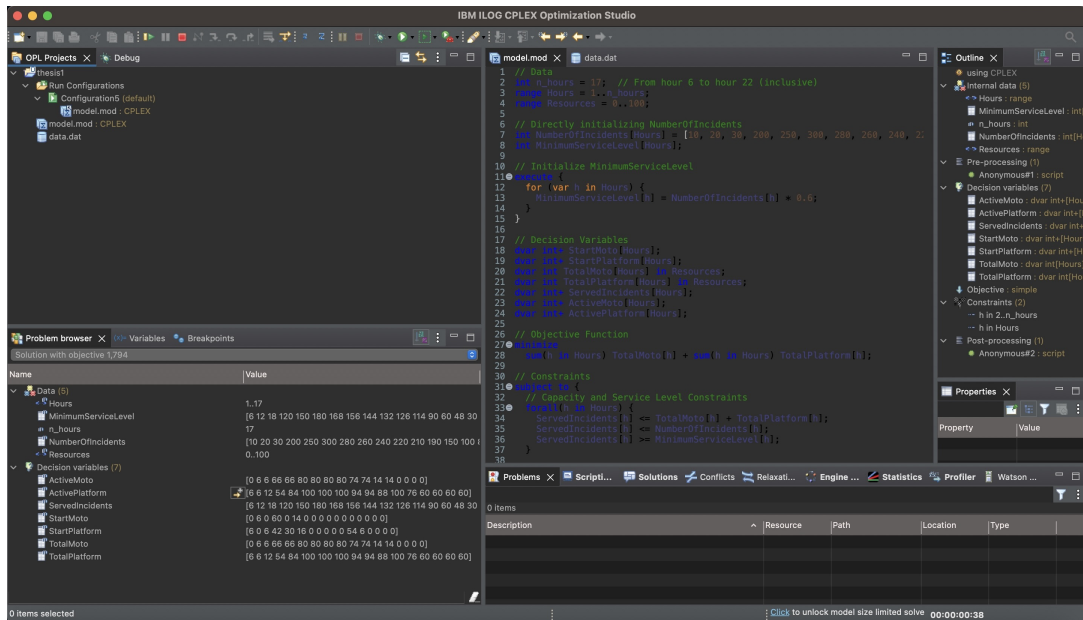 IBM ILOG CPLEX Optimization Studio
OPL Projects
Debug
thesis1
Run Configurations
Configuration5 (default)
model.mod : CPLEX
model.mod : CPLEX
data.dat
model.mod
data.dat
1 // Data
2 int n_hours = 17; // From hour 6 to hour 22 (inclusive)
3 range Hours = 1..n_hours;
4 range Resources = 0..100;
5
6 // Directly initializing NumberOfIncidents
7 int NumberOfIncidents[Hours] = [10, 20, 30, 200, 250, 300, 280, 260, 240, 22
8 int MinimumServiceLevel[Hours];
9
10 // Initialize MinimumServiceLevel
11 execute {
12 for (var h in Hours) {
13 MinimumServiceLevel[h] = NumberOfIncidents[h] * 0.6;
14 }
15 }
16
17 // Decision Variables
18 dvar int+ StartMoto[Hours];
19 dvar int+ StartPlatform[Hours];
20 dvar int TotalMoto[Hours] in Resources;
21 dvar int TotalPlatform[Hours] in Resources;
22 dvar int+ ServedIncidents[Hours];
23 dvar int+ ActiveMoto[Hours];
24 dvar int+ ActivePlatform[Hours];
25
26 // Objective Function
27 minimize
28 sum(h in Hours) TotalMoto[h] + sum(h in Hours) TotalPlatform[h];
29
30 // Constraints
31 subject to {
32 // Capacity and Service Level Constraints
33 forall(h in Hours) {
34 ServedIncidents[h] <= TotalMoto[h] + TotalPlatform[h];
35 ServedIncidents[h] <= NumberOfIncidents[h];
36 ServedIncidents[h] >= MinimumServiceLevel[h];
37 }
38
Outline
using CPLEX
Internal data (5)
Hours : range
MinimumServiceLevel : int
n_hours : int
NumberOfIncidents : int[H
Resources : range
Pre-processing (1)
Anonymous#1 : script
Decision variables (7)
ActiveMoto : dvar int+[Hou
ActivePlatform : dvar int+[
ServedIncidents : dvar int+
StartMoto : dvar int+[Hour
StartPlatform : dvar int+[H
TotalMoto : dvar int[Hours
TotalPlatform : dvar int[Ho
Objective : simple
Constraints (2)
h in 2..n_hours
h in Hours
Post-processing (1)
Anonymous#2 : script
Properties
Property Value
Problem browser
Variables
Breakpoints
Solution with objective 1,794
Name Value
Data (5)
Hours 1..17
MinimumServiceLevel [6 12 18 120 150 180 168 156 144 132 126 114 90 60 48 30
n_hours 17
NumberOfIncidents [10 20 30 200 250 300 280 260 240 220 210 190 150 100 8
Resources 0..100
Decision variables (7)
ActiveMoto [0 6 6 66 66 80 80 80 80 74 74 14 14 0 0 0 0]
ActivePlatform [6 6 12 54 84 100 100 100 94 94 88 100 76 60 60 60 60]
ServedIncidents [6 12 18 120 150 180 168 156 144 132 126 114 90 60 48 30
StartMoto [0 6 0 60 0 14 0 0 0 0 0 0 0 0 0 0 0]
StartPlatform [6 0 6 42 30 16 0 0 0 0 0 54 6 0 0 0 0]
TotalMoto [0 6 6 66 66 80 80 80 80 74 74 14 14 0 0 0 0]
TotalPlatform [6 6 12 54 84 100 100 100 94 94 88 100 76 60 60 60 60]
Problems
Scripti...
Solutions
Conflicts
Relaxati...
Engine ...
Statistics
Profiler
Watson ...
0 items
Description Resource Path Location Type
0 items selected
Click to unlock model size limited solve 00:00:00:38